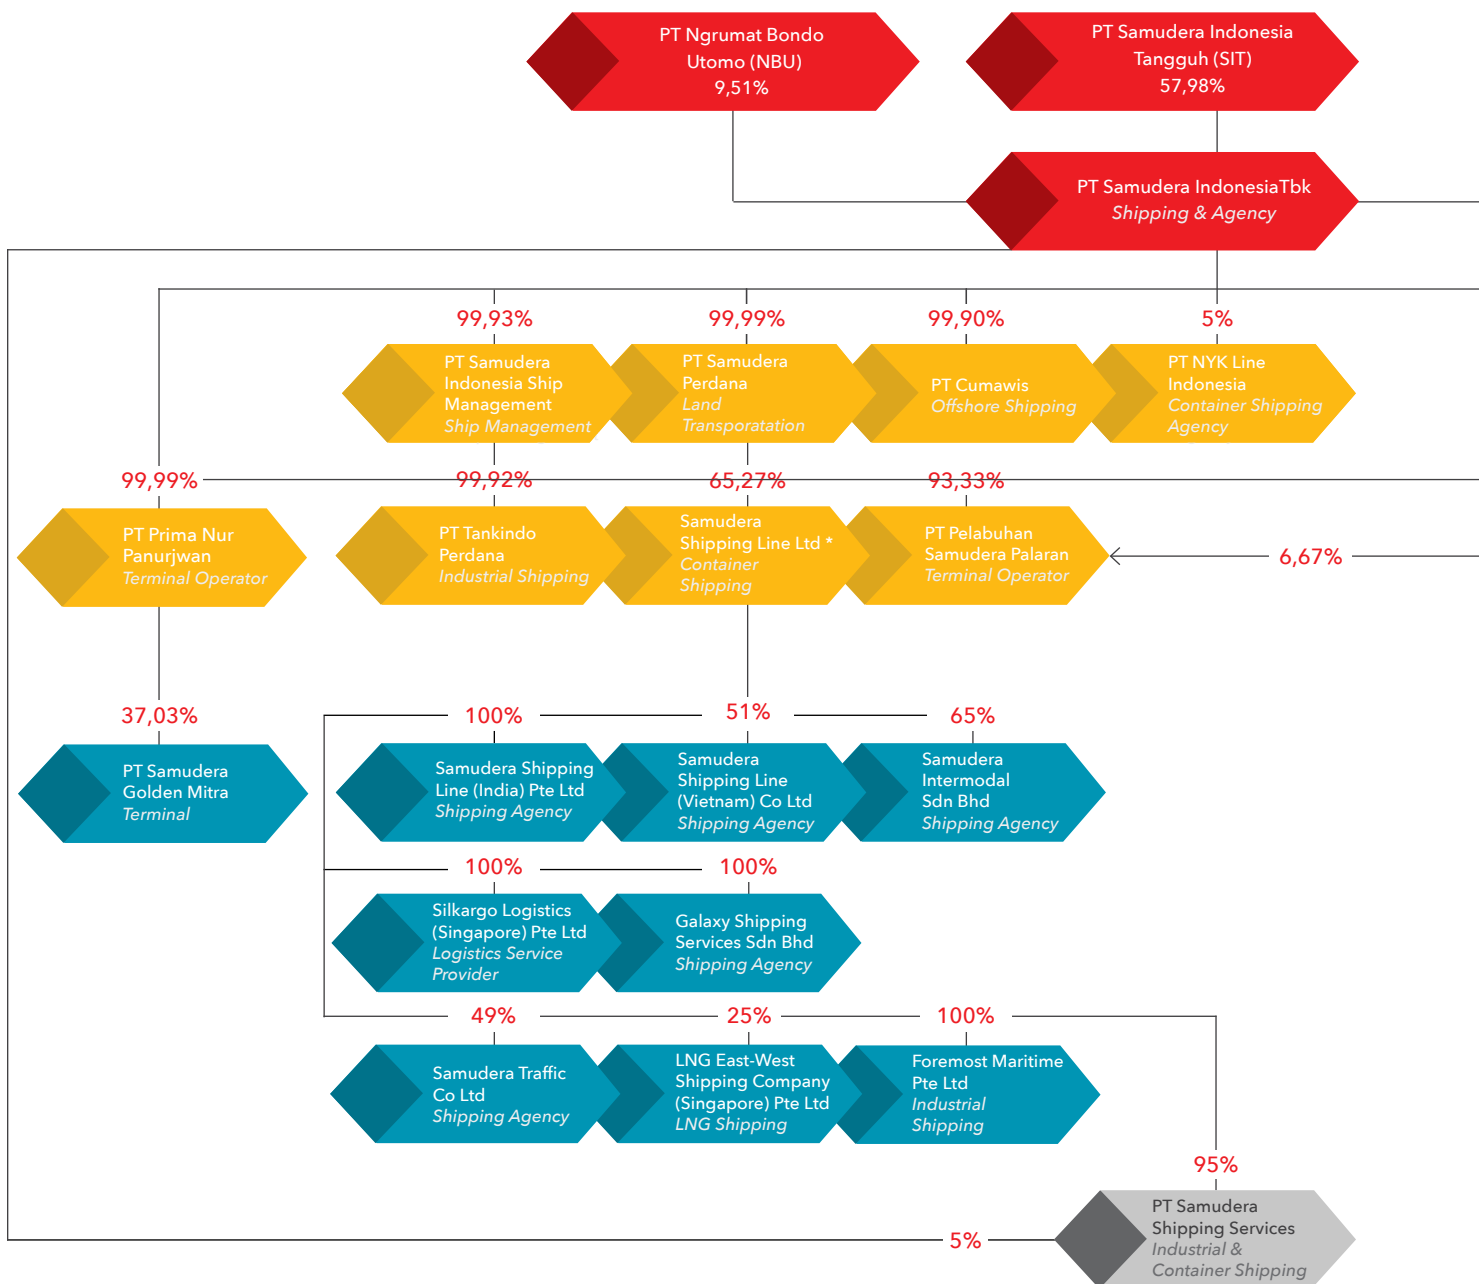 PT Ngrumat Bondo
Utomo (NBU)
9,51%
PT Samudera Indonesia
Tangguh (SIT)
57,98%
PT Samudera IndonesiaTbk
Shipping & Agency
99,93%
99,99%
99,90%
5%
PT Samudera
Indonesia Ship
Management
Ship Management
PT Samudera
Perdana
Land
Transporatation
PT Cumawis
Offshore Shipping
PT NYK Line
Indonesia
Container Shipping
Agency
99,99%
99,92%
65,27%
93,33%
PT Prima Nur
Panurjwan
Terminal Operator
PT Tankindo
Perdana
Industrial Shipping
Samudera
Shipping Line Ltd *
Container
Shipping
PT Pelabuhan
Samudera Palaran
Terminal Operator
6,67%
37,03%
100%
51%
65%
PT Samudera
Golden Mitra
Terminal
Samudera Shipping
Line (India) Pte Ltd
Shipping Agency
Samudera
Shipping Line
(Vietnam) Co Ltd
Shipping Agency
Samudera
Intermodal
Sdn Bhd
Shipping Agency
100%
100%
Silkargo Logistics
(Singapore) Pte Ltd
Logistics Service
Provider
Galaxy Shipping
Services Sdn Bhd
Shipping Agency
49%
25%
100%
Samudera Traffic
Co Ltd
Shipping Agency
LNG East-West
Shipping Company
(Singapore) Pte Ltd
LNG Shipping
Foremost Maritime
Pte Ltd
Industrial
Shipping
95%
PT Samudera
Shipping Services
Industrial &
Container Shipping
5%